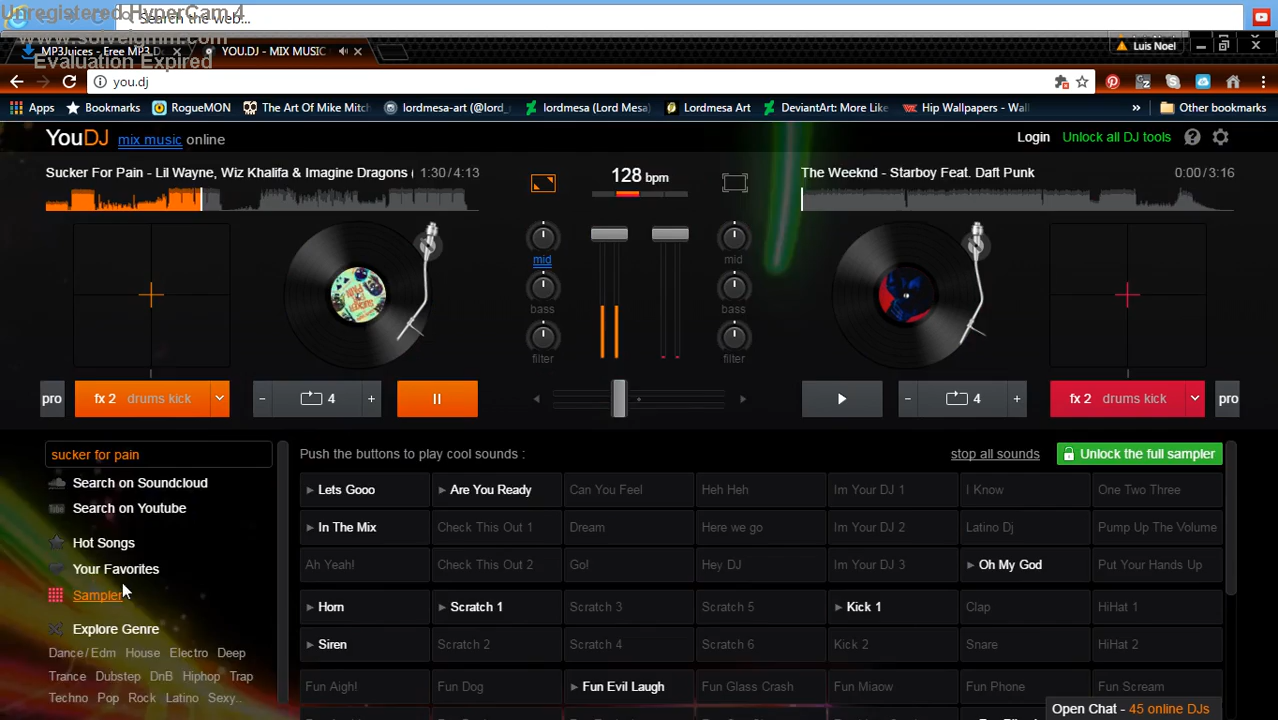 Unregistered HyperCam 4
Search the web...
www.solveigmm.com
MP3Juices - Free MP3 Do
YOU.DJ - MIX MUSIC
Luis Noel
Evaluation Expired
you.dj
Apps
Bookmarks
RogueMON
The Art Of Mike Mitch
lordmesa-art (@lord_
lordmesa (Lord Mesa)
Lordmesa Art
DeviantArt: More Like
Hip Wallpapers - Wall
»
Other bookmarks
YouDJ mix music online
Login
Unlock all DJ tools
Sucker For Pain - Lil Wayne, Wiz Khalifa & Imagine Dragons (
1:30/4:13
128 bpm
The Weeknd - Starboy Feat. Daft Punk
0:00/3:16
mid
mid
bass
bass
filter
filter
pro
fx 2 drums kick
- 4 +
- 4 +
fx 2 drums kick
pro
sucker for pain
Push the buttons to play cool sounds :
stop all sounds
Unlock the full sampler
Search on Soundcloud
Search on Youtube
Hot Songs
Your Favorites
Sampler
Explore Genre
Dance/Edm House Electro Deep
Trance Dubstep DnB Hiphop Trap
Techno Pop Rock Latino Sexy..
Lets Gooo
Are You Ready
Can You Feel
Heh Heh
Im Your DJ 1
I Know
One Two Three
In The Mix
Check This Out 1
Dream
Here we go
Im Your DJ 2
Latino Dj
Pump Up The Volume
Ah Yeah!
Check This Out 2
Go!
Hey DJ
Im Your DJ 3
Oh My God
Put Your Hands Up
Horn
Scratch 1
Scratch 3
Scratch 5
Kick 1
Clap
HiHat 1
Siren
Scratch 2
Scratch 4
Scratch 6
Kick 2
Snare
HiHat 2
Fun Aigh!
Fun Dog
Fun Evil Laugh
Fun Glass Crash
Fun Miaow
Fun Phone
Fun Scream
Open Chat - 45 online DJs